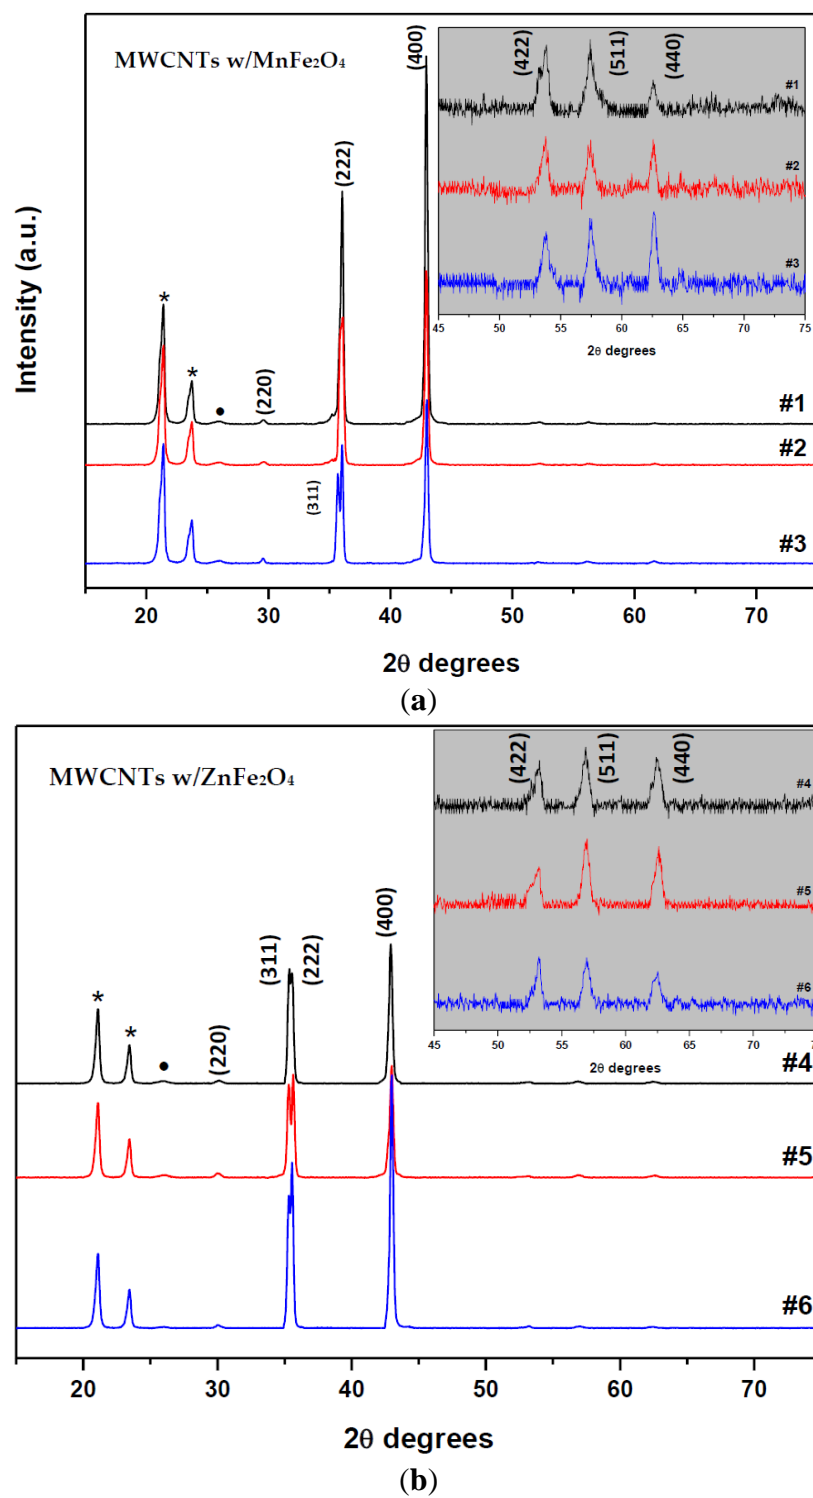 MWCNTs w/MnFe₂O₄
(400)
(222)
*
*
●
(220)
(311)
#1
#2
#3
Intensity (a.u.)
20 30 40 50 60 70
2θ degrees
(422) (511) (440)
#1
#2
#3
45 50 55 60 65 70 75
2θ degrees
(a)
MWCNTs w/ZnFe₂O₄
(400)
(311) (222)
*
*
●
(220)
#4
#5
#6
20 30 40 50 60 70
2θ degrees
(422) (511) (440)
#4
#5
#6
45 50 55 60 65 70 75
2θ degrees
(b)